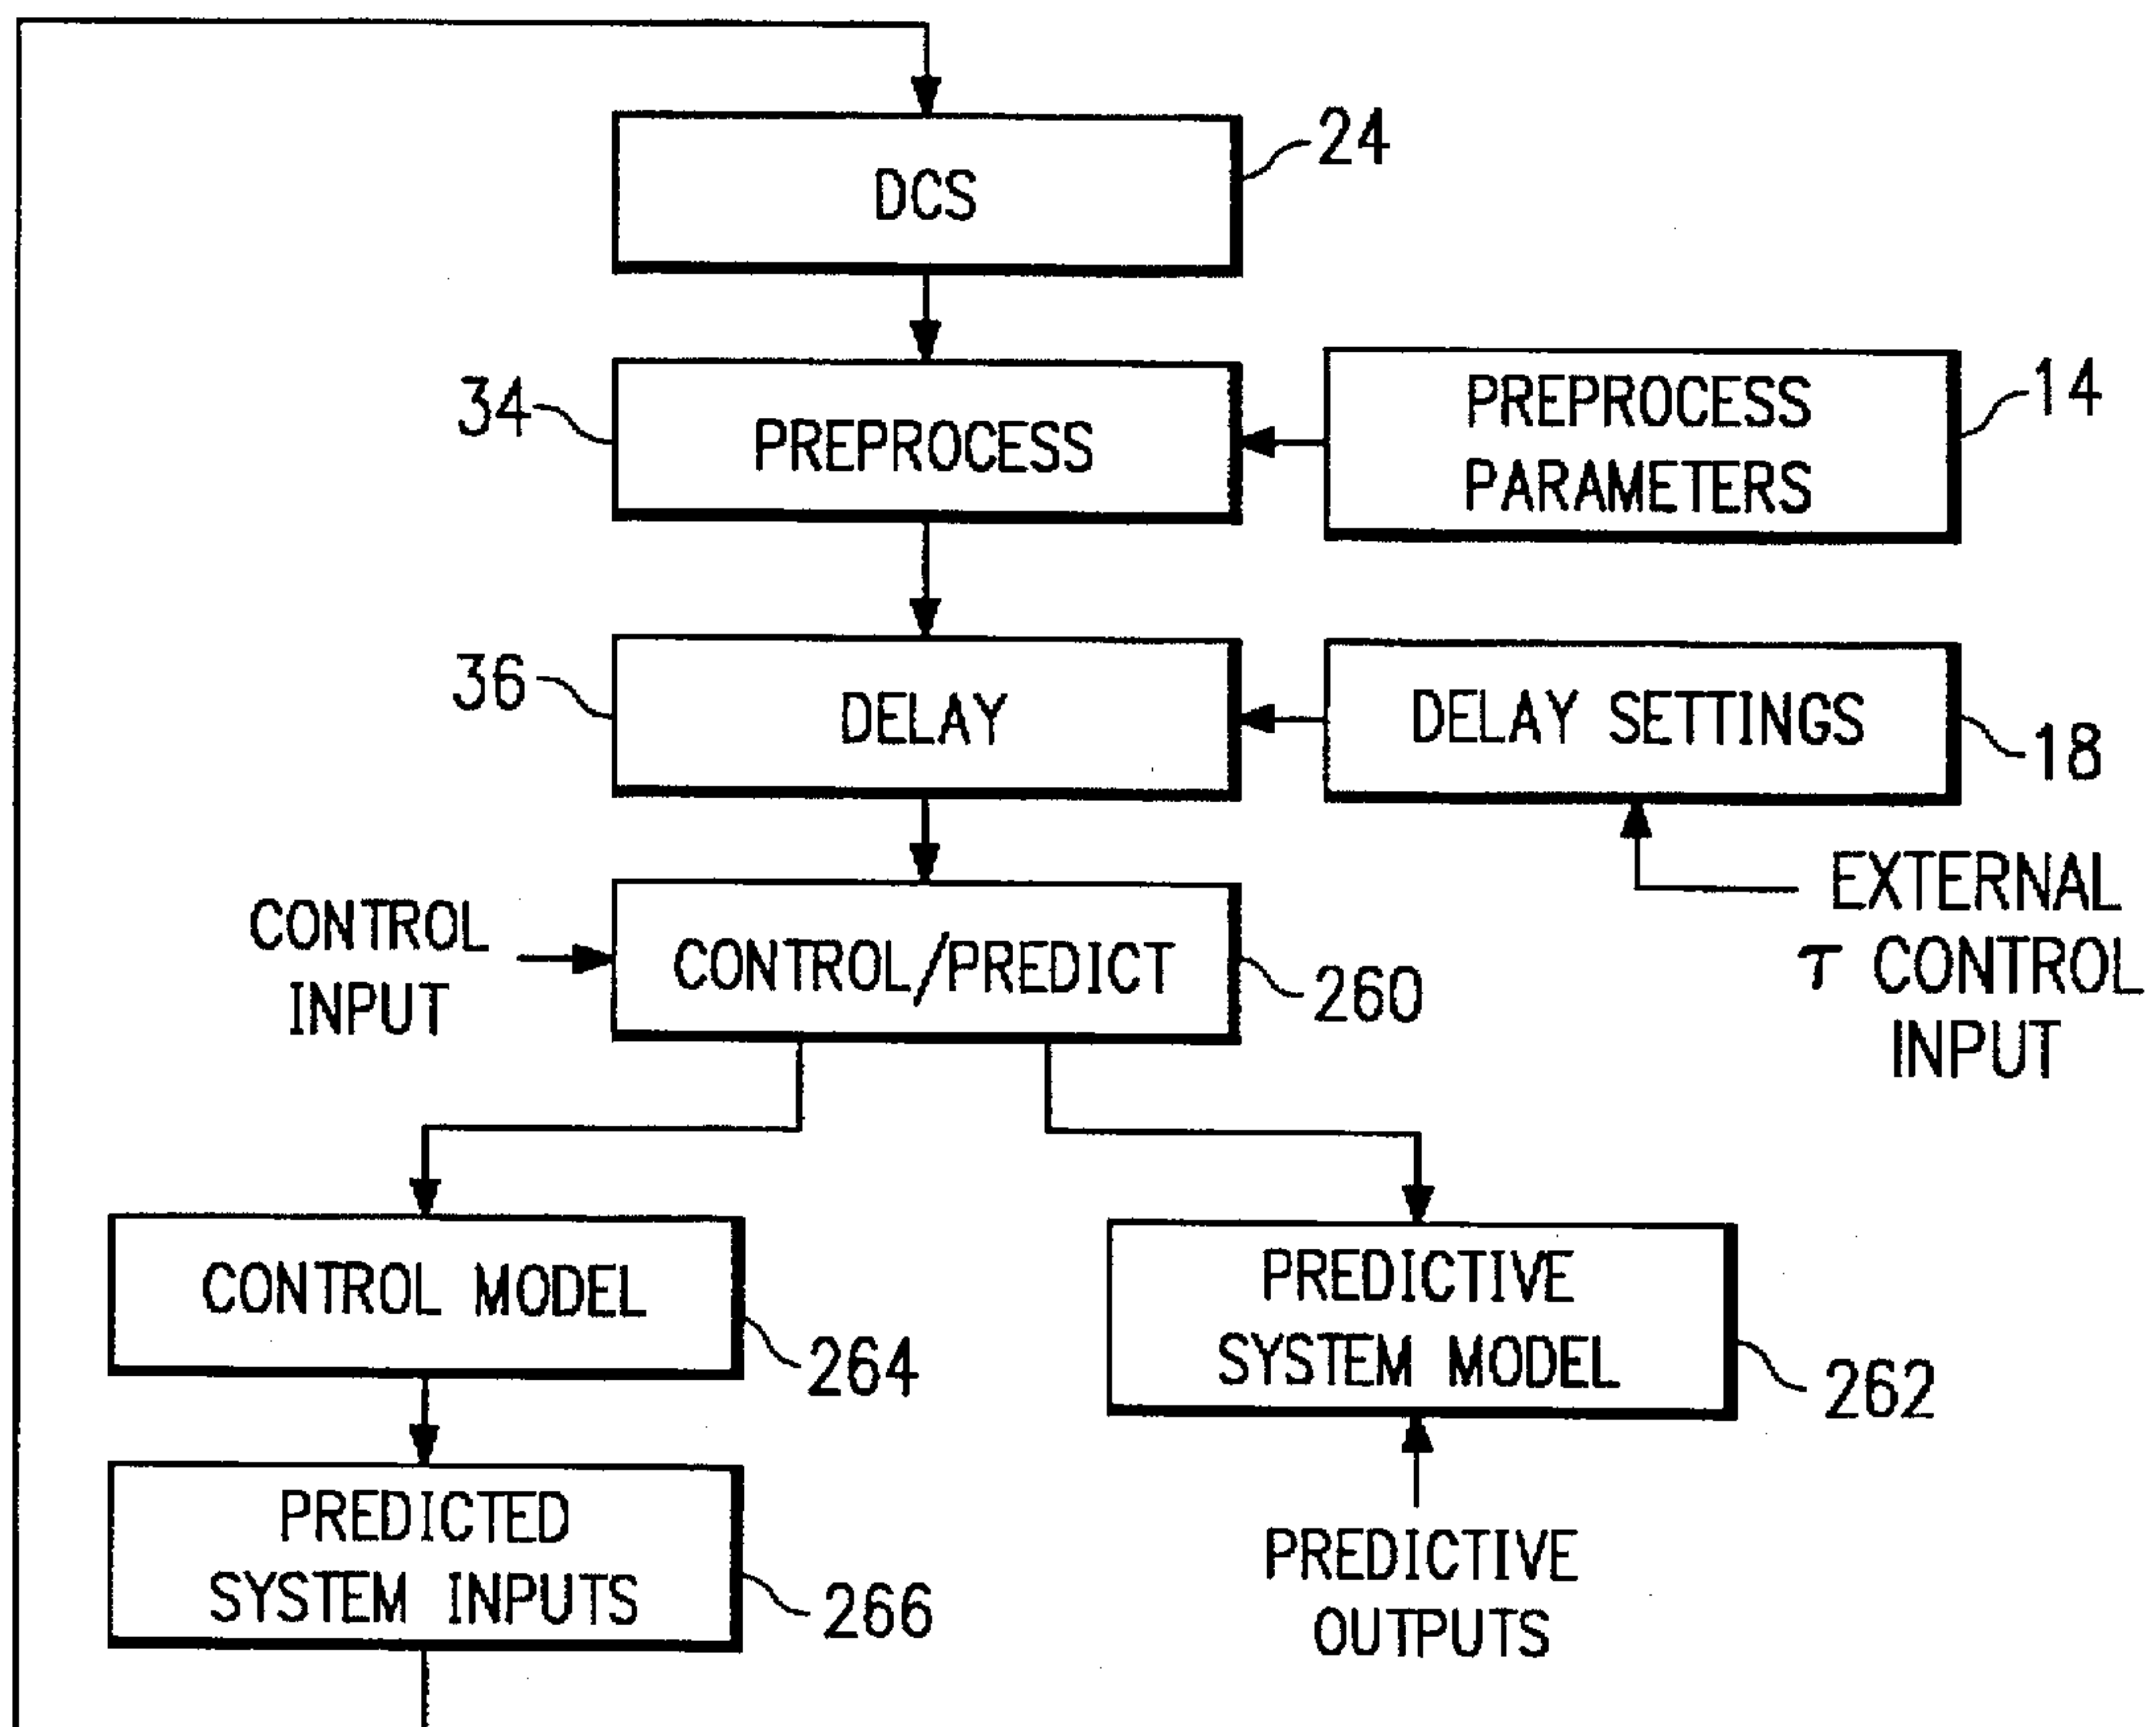 24
DCS
34
PREPROCESS
PREPROCESS
PARAMETERS
14
36
DELAY
DELAY SETTINGS
18
CONTROL
INPUT
CONTROL/PREDICT
260
EXTERNAL
τ CONTROL
INPUT
CONTROL MODEL
264
PREDICTIVE
SYSTEM MODEL
262
PREDICTED
SYSTEM INPUTS
266
PREDICTIVE
OUTPUTS